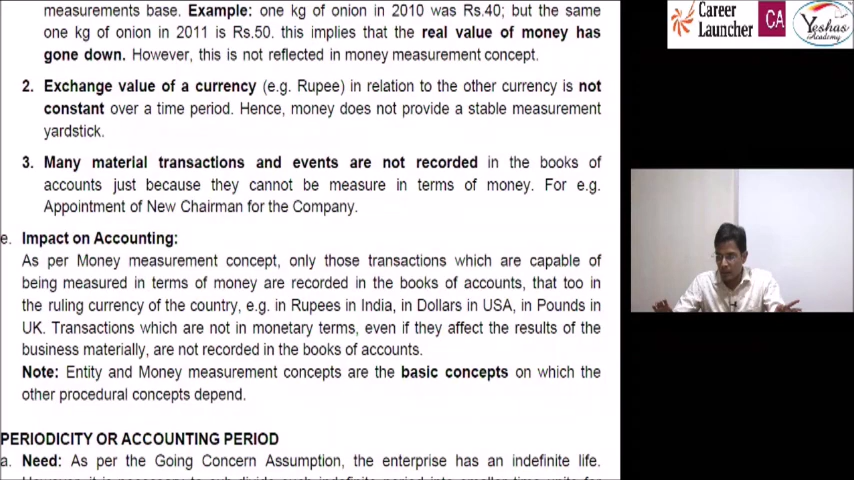 measurements base. Example: one kg of onion in 2010 was Rs.40; but the same
one kg of onion in 2011 is Rs.50. this implies that the real value of money has
gone down. However, this is not reflected in money measurement concept.
2. Exchange value of a currency (e.g. Rupee) in relation to the other currency is not
constant over a time period. Hence, money does not provide a stable measurement
yardstick.
3. Many material transactions and events are not recorded in the books of
accounts just because they cannot be measure in terms of money. For e.g.
Appointment of New Chairman for the Company.
e. Impact on Accounting:
As per Money measurement concept, only those transactions which are capable of
being measured in terms of money are recorded in the books of accounts, that too in
the ruling currency of the country, e.g. in Rupees in India, in Dollars in USA, in Pounds in
UK. Transactions which are not in monetary terms, even if they affect the results of the
business materially, are not recorded in the books of accounts.
Note: Entity and Money measurement concepts are the basic concepts on which the
other procedural concepts depend.
PERIODICITY OR ACCOUNTING PERIOD
a. Need: As per the Going Concern Assumption, the enterprise has an indefinite life.
Career
Launcher
CA
Yeshas
Academy